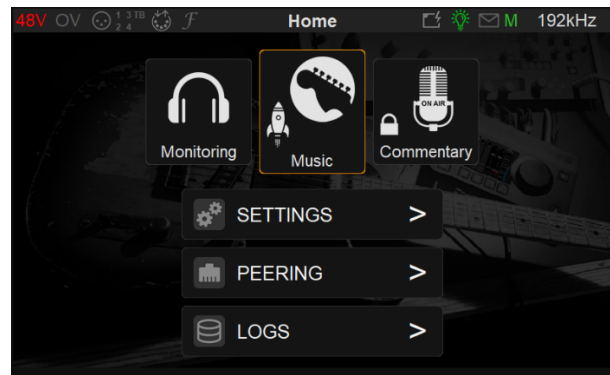 48V OV 1 3 TB 2 4 F Home M 192kHz
ON AIR
Monitoring Music Commentary
SETTINGS >
PEERING >
LOGS >